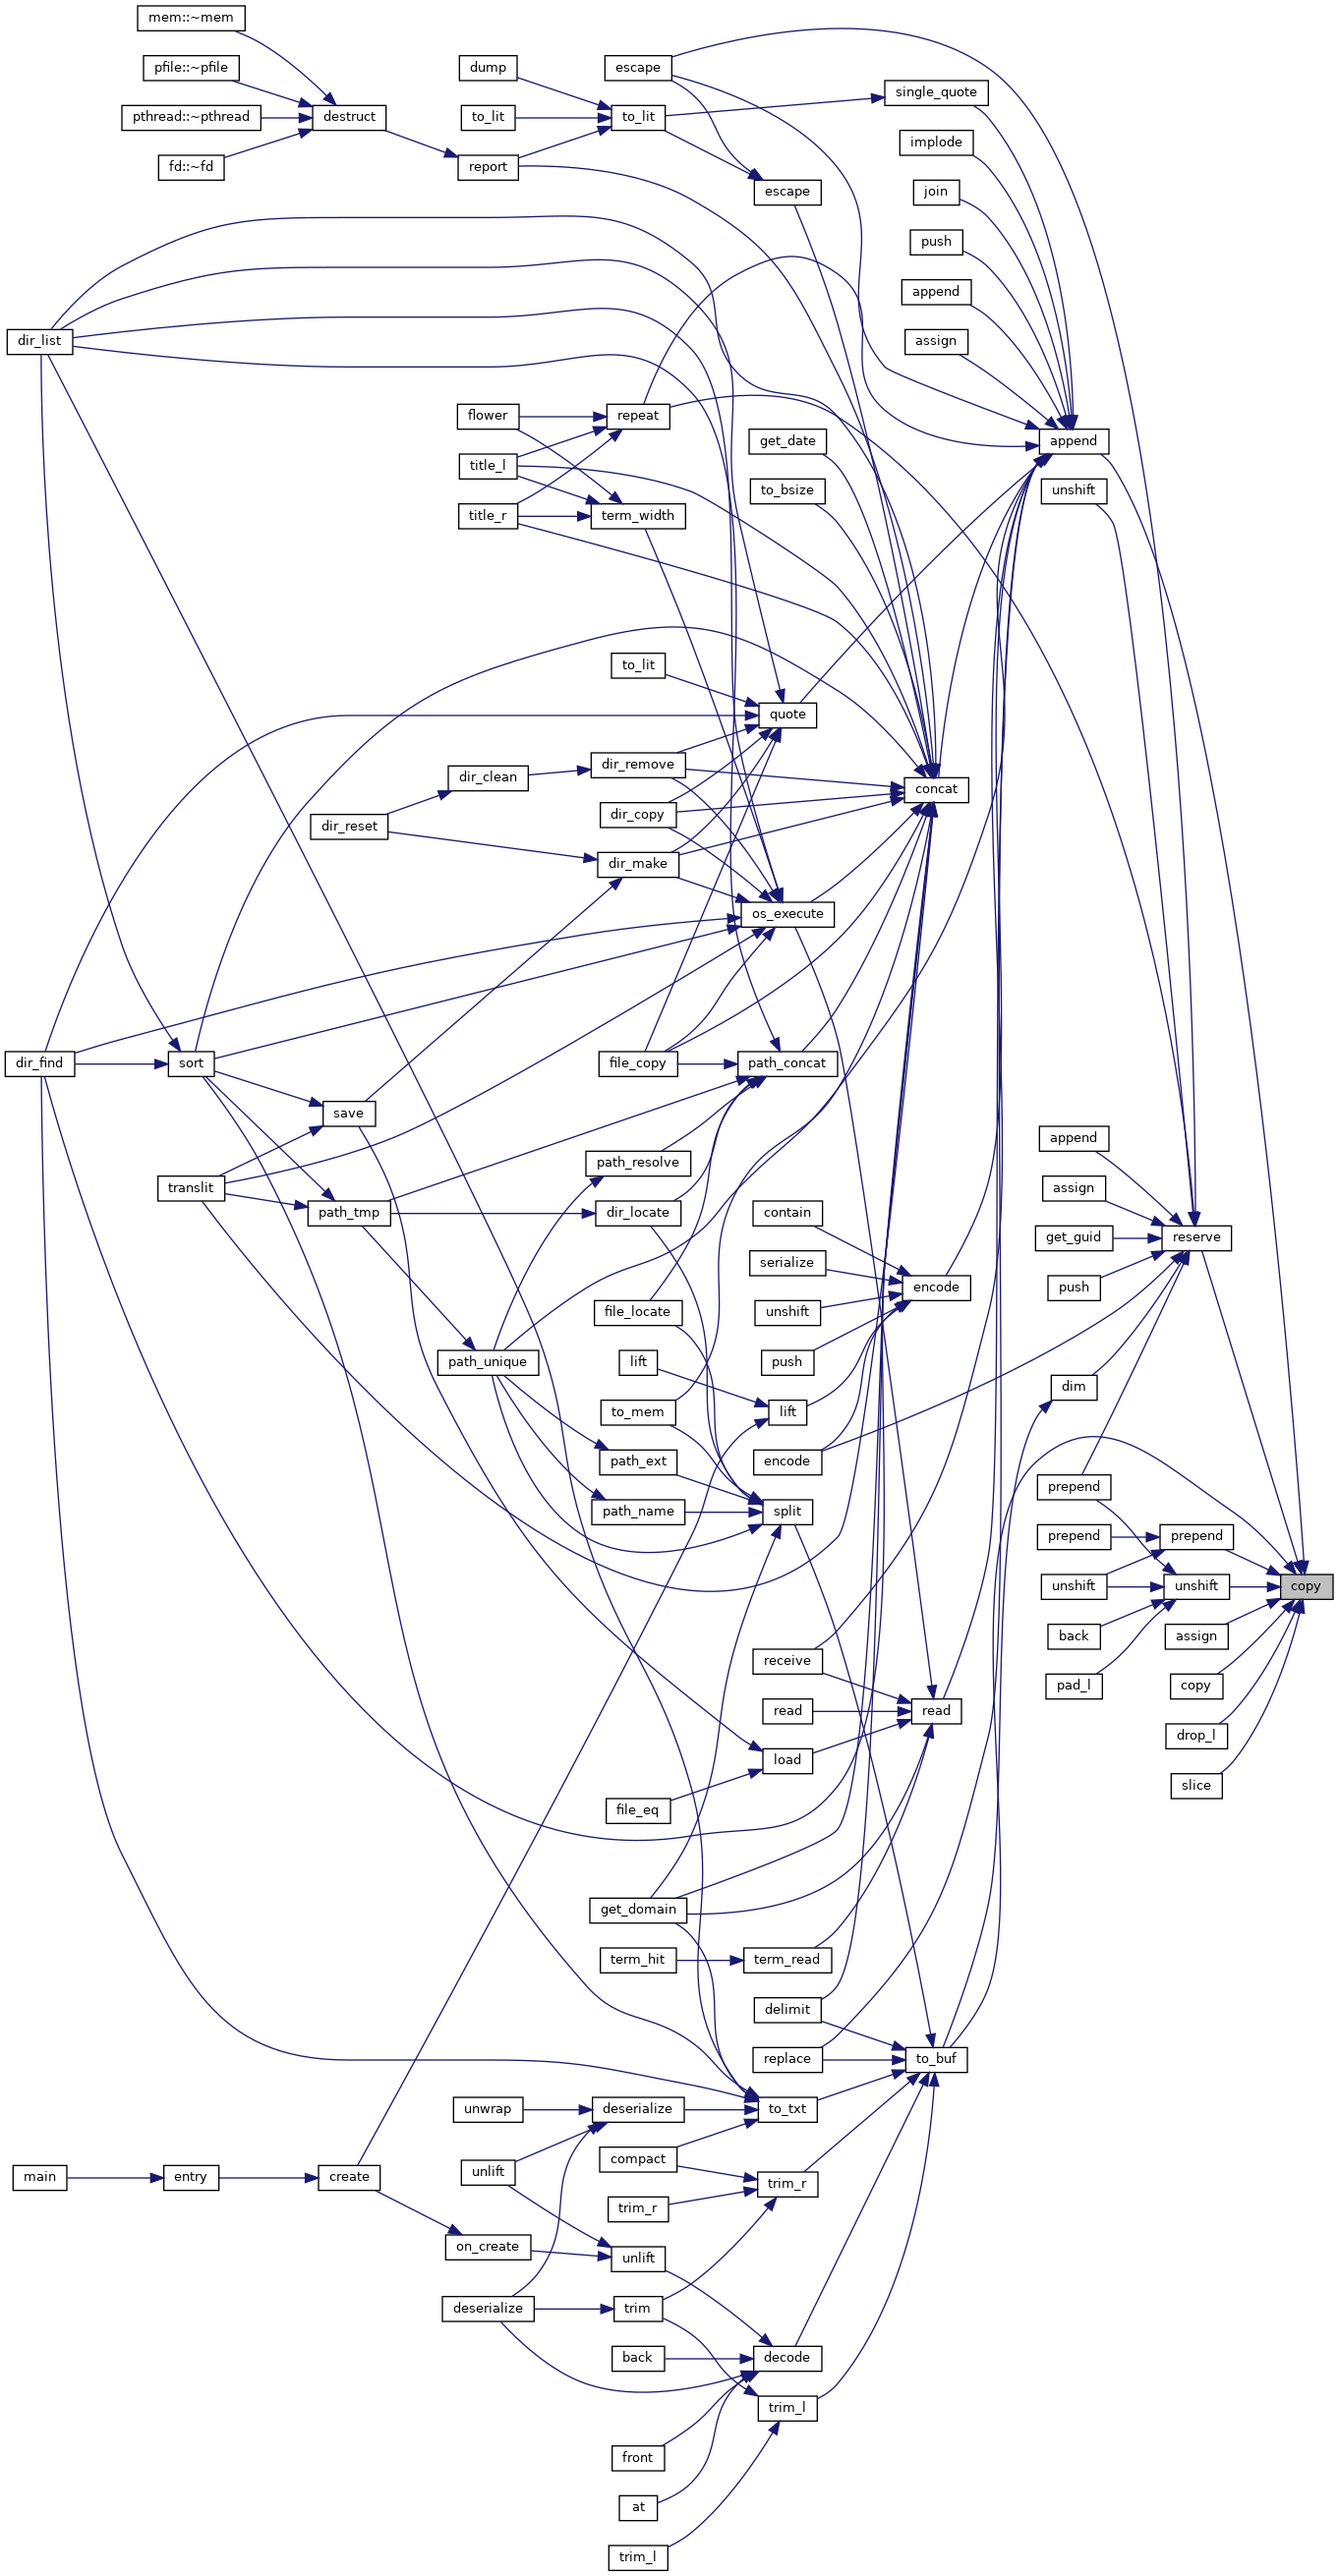 mem::~mem
pfile::~pfile
pthread::~pthread
fd::~fd
destruct
dump
to_lit
report
escape
to_lit
escape
single_quote
implode
join
push
append
assign
append
unshift
dir_list
flower
title_l
title_r
repeat
term_width
get_date
to_bsize
to_lit
quote
dir_clean
dir_reset
dir_remove
dir_copy
dir_make
concat
os_execute
dir_find
sort
save
translit
path_tmp
file_copy
path_concat
path_resolve
dir_locate
file_locate
path_unique
lift
to_mem
path_ext
path_name
contain
serialize
unshift
push
lift
encode
encode
split
append
assign
get_guid
push
reserve
dim
prepend
prepend
unshift
back
pad_l
prepend
unshift
assign
copy
drop_l
slice
copy
receive
read
load
read
file_eq
get_domain
term_hit
term_read
delimit
replace
to_buf
to_txt
unwrap
deserialize
compact
unlift
trim_r
trim_r
main
entry
create
on_create
unlift
deserialize
trim
back
decode
trim_l
front
at
trim_l